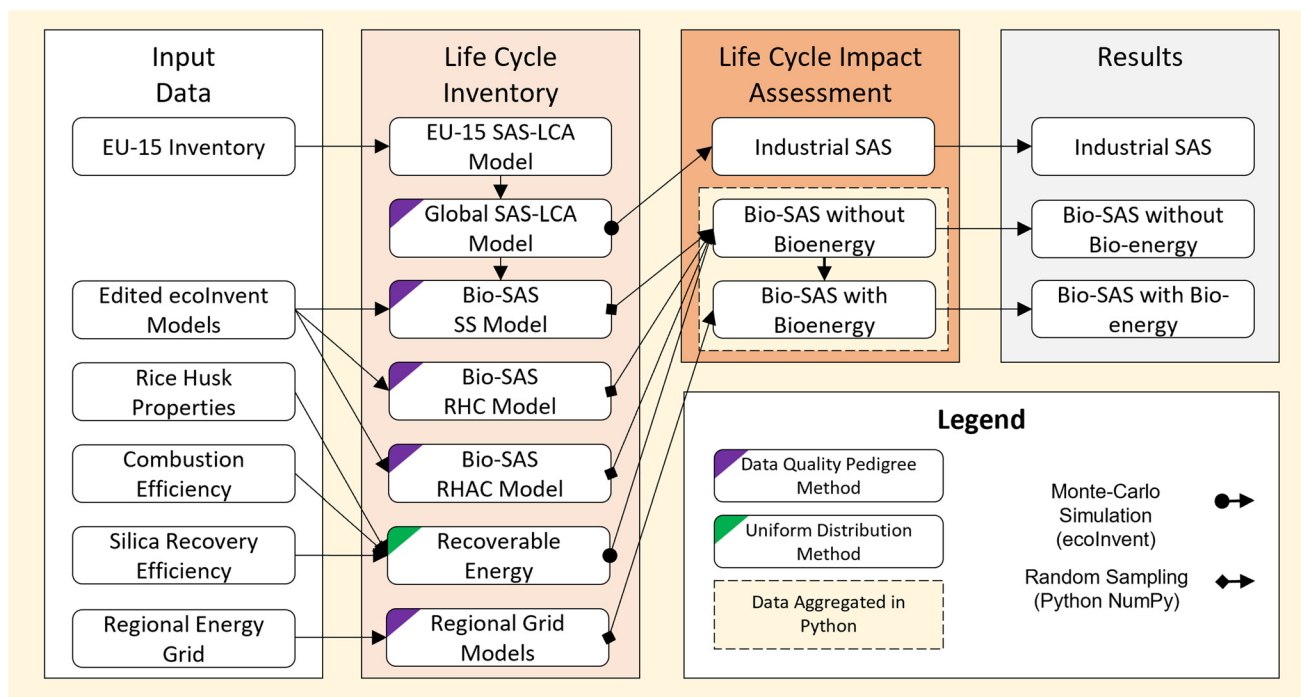 Input
Data
EU-15 Inventory
Edited ecoInvent
Models
Rice Husk
Properties
Combustion
Efficiency
Silica Recovery
Efficiency
Regional Energy
Grid
Life Cycle
Inventory
EU-15 SAS-LCA
Model
Global SAS-LCA
Model
Bio-SAS
SS Model
Bio-SAS
RHC Model
Bio-SAS
RHAC Model
Recoverable
Energy
Regional Grid
Models
Life Cycle Impact
Assessment
Industrial SAS
Bio-SAS without
Bioenergy
Bio-SAS with
Bioenergy
Results
Industrial SAS
Bio-SAS without
Bio-energy
Bio-SAS with Bio-
energy
Legend
Data Quality Pedigree
Method
Uniform Distribution
Method
Data Aggregated in
Python
Monte-Carlo
Simulation
(ecoInvent)
Random Sampling
(Python NumPy)